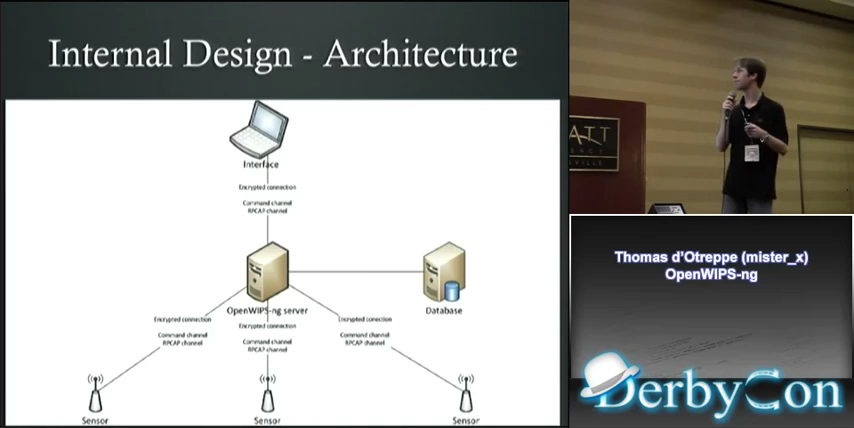 Internal Design - Architecture
Interface
Encrypted connection
Command channel
RPCAP channel
OpenWIPS-ng server
Database
Encrypted connection
Command channel
RPCAP channel
Encrypted connection
Command channel
RPCAP channel
Encrypted conection
Command channel
RPCAP channel
Sensor
Sensor
Sensor
ATT
Thomas d'Otreppe (mister_x)
OpenWIPS-ng
DerbyCon